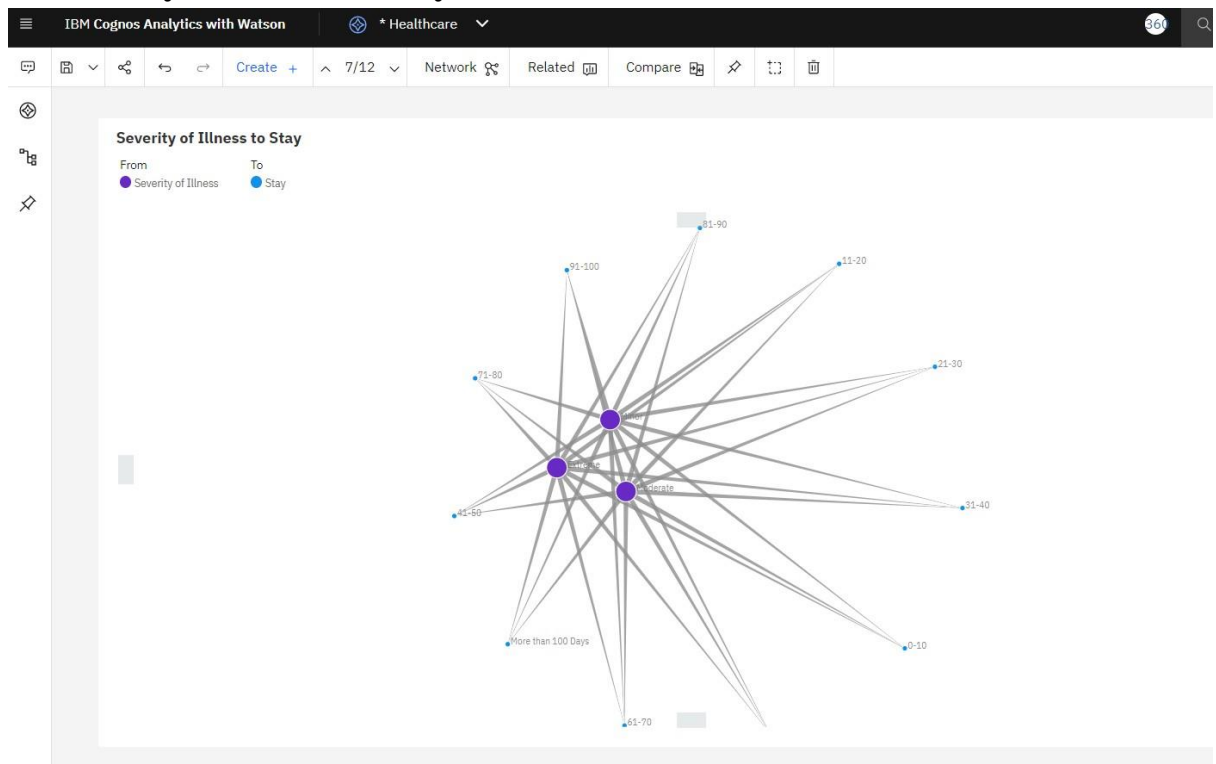 IBM Cognos Analytics with Watson
* Healthcare
360
Create +
7/12
Network
Related
Compare
Severity of Illness to Stay
From To
Severity of Illness Stay
81-90
91-100
11-20
21-30
71-80
Moderate
31-40
41-50
More than 100 Days
0-10
61-70